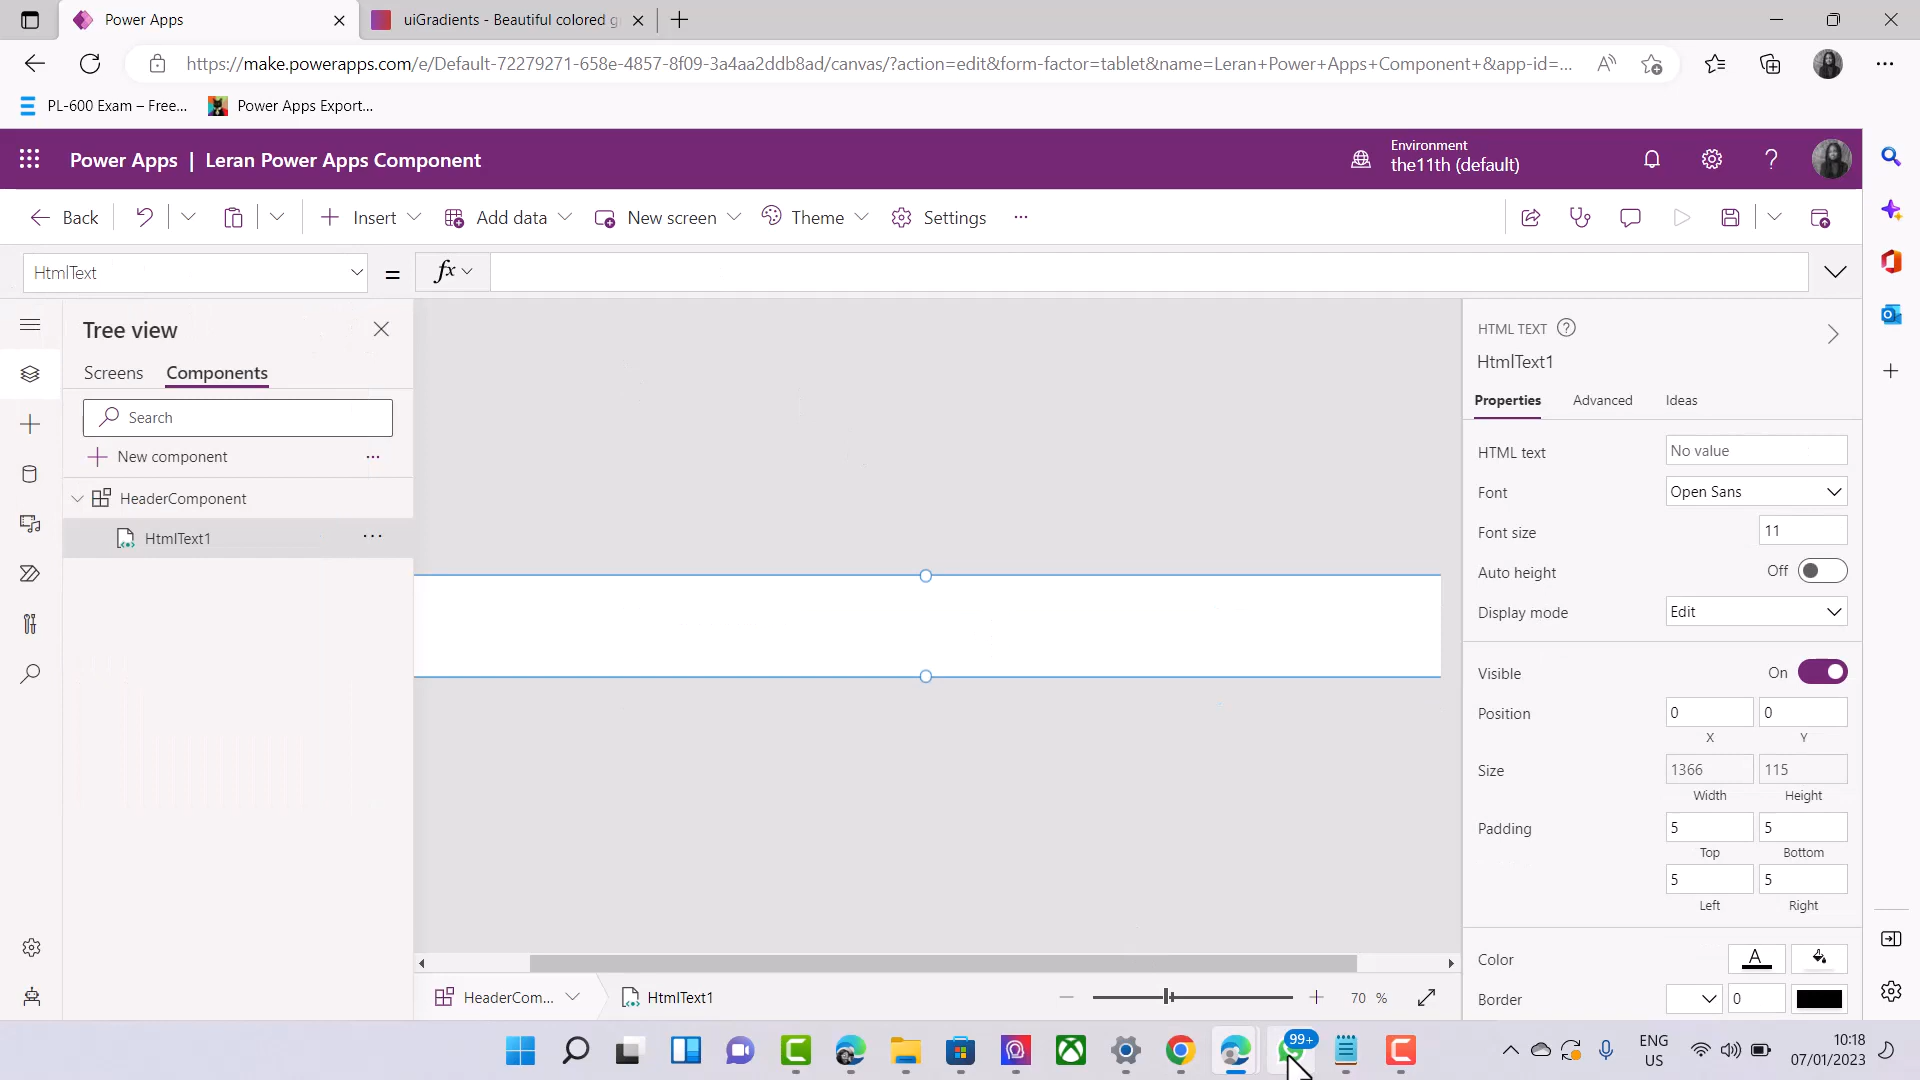 Power Apps
uiGradients - Beautiful colored g
https://make.powerapps.com/e/Default-72279271-658e-4857-8f09-3a4aa2ddb8ad/canvas/?action=edit&form-factor=tablet&name=Leran+Power+Apps+Component+&app-id=...
PL-600 Exam – Free...
Power Apps Export...
Power Apps | Leran Power Apps Component
Environment
the11th (default)
Back
Insert
Add data
New screen
Theme
Settings
HtmlText
=
fx
Tree view
Screens
Components
Search
New component
HeaderComponent
HtmlText1
HTML TEXT
HtmlText1
Properties
Advanced
Ideas
HTML text
No value
Font
Open Sans
Font size
11
Auto height
Off
Display mode
Edit
Visible
On
Position
0
0
X
Y
Size
1366
115
Width
Height
Padding
5
5
Top
Bottom
5
5
Left
Right
Color
A
Border
0
HeaderCom...
HtmlText1
70 %
99+
ENG
US
10:18
07/01/2023